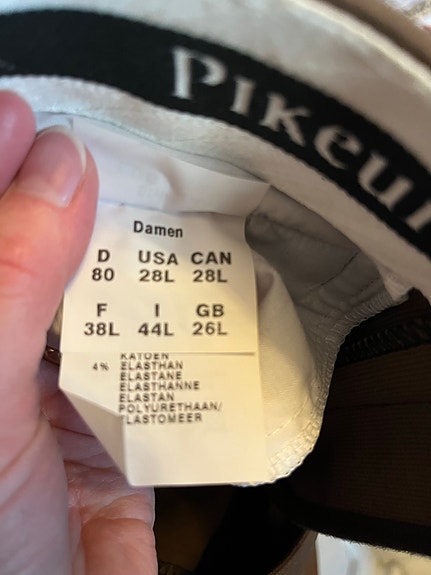 Pikeur
Damen
D USA CAN
80 28L 28L
F I GB
38L 44L 26L
KATOEN
4% ELASTHAN
ELASTANE
ELASTHANNE
ELASTAN
POLYURETHAAN/
ELASTOMEER